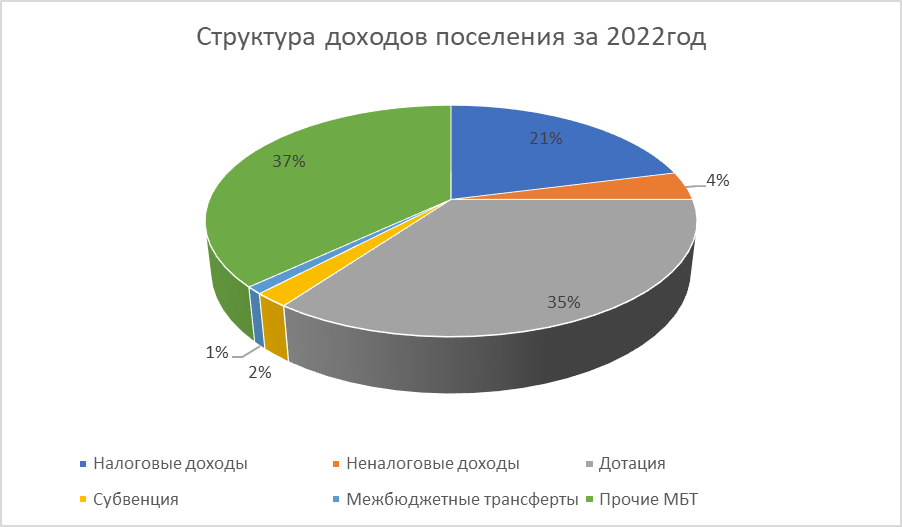 Структура доходов поселения за 2022год
21%
4%
37%
35%
1%
2%
Налоговые доходы
Неналоговые доходы
Дотация
Субвенция
Межбюджетные трансферты
Прочие МБТ